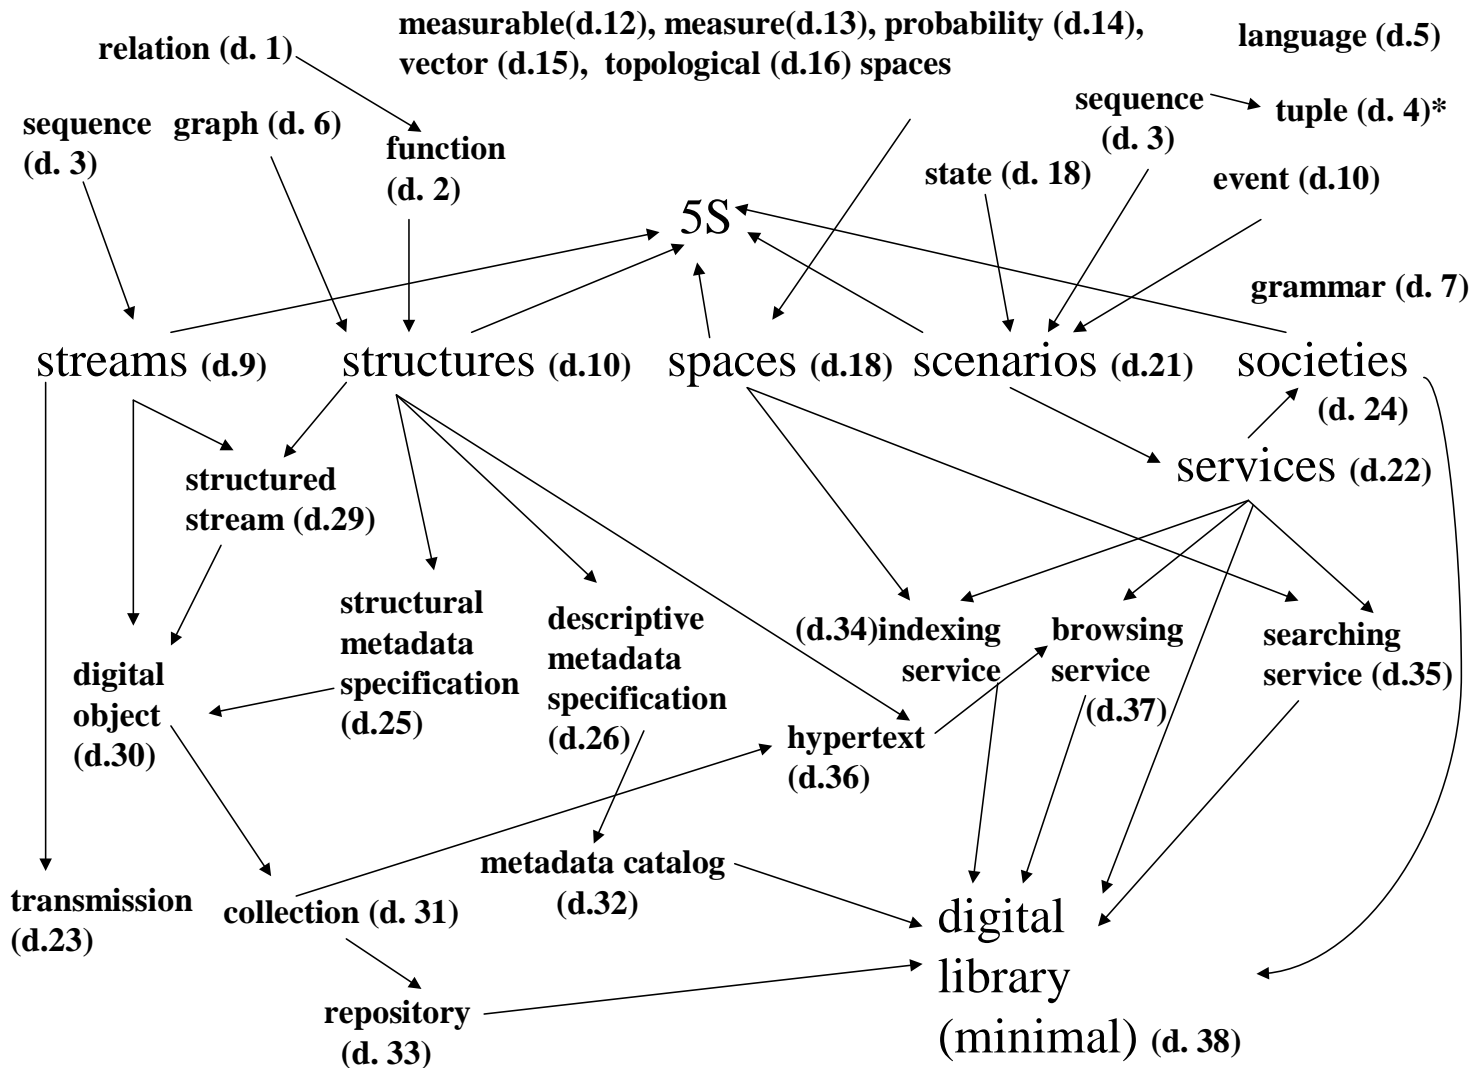 measurable(d.12), measure(d.13), probability (d.14),
vector (d.15), topological (d.16) spaces
language (d.5)
relation (d. 1)
sequence
(d. 3)
graph (d. 6)
function
(d. 2)
sequence
(d. 3)
tuple (d. 4)*
state (d. 18)
event (d.10)
5S
grammar (d. 7)
streams (d.9)
structures (d.10)
spaces (d.18)
scenarios (d.21)
societies
(d. 24)
services (d.22)
structured
stream (d.29)
structural
metadata
specification
(d.25)
descriptive
metadata
specification
(d.26)
(d.34)indexing
service
browsing
service
(d.37)
searching
service (d.35)
digital
object
(d.30)
hypertext
(d.36)
metadata catalog
(d.32)
transmission
(d.23)
collection (d. 31)
repository
(d. 33)
digital
library
(minimal) (d. 38)